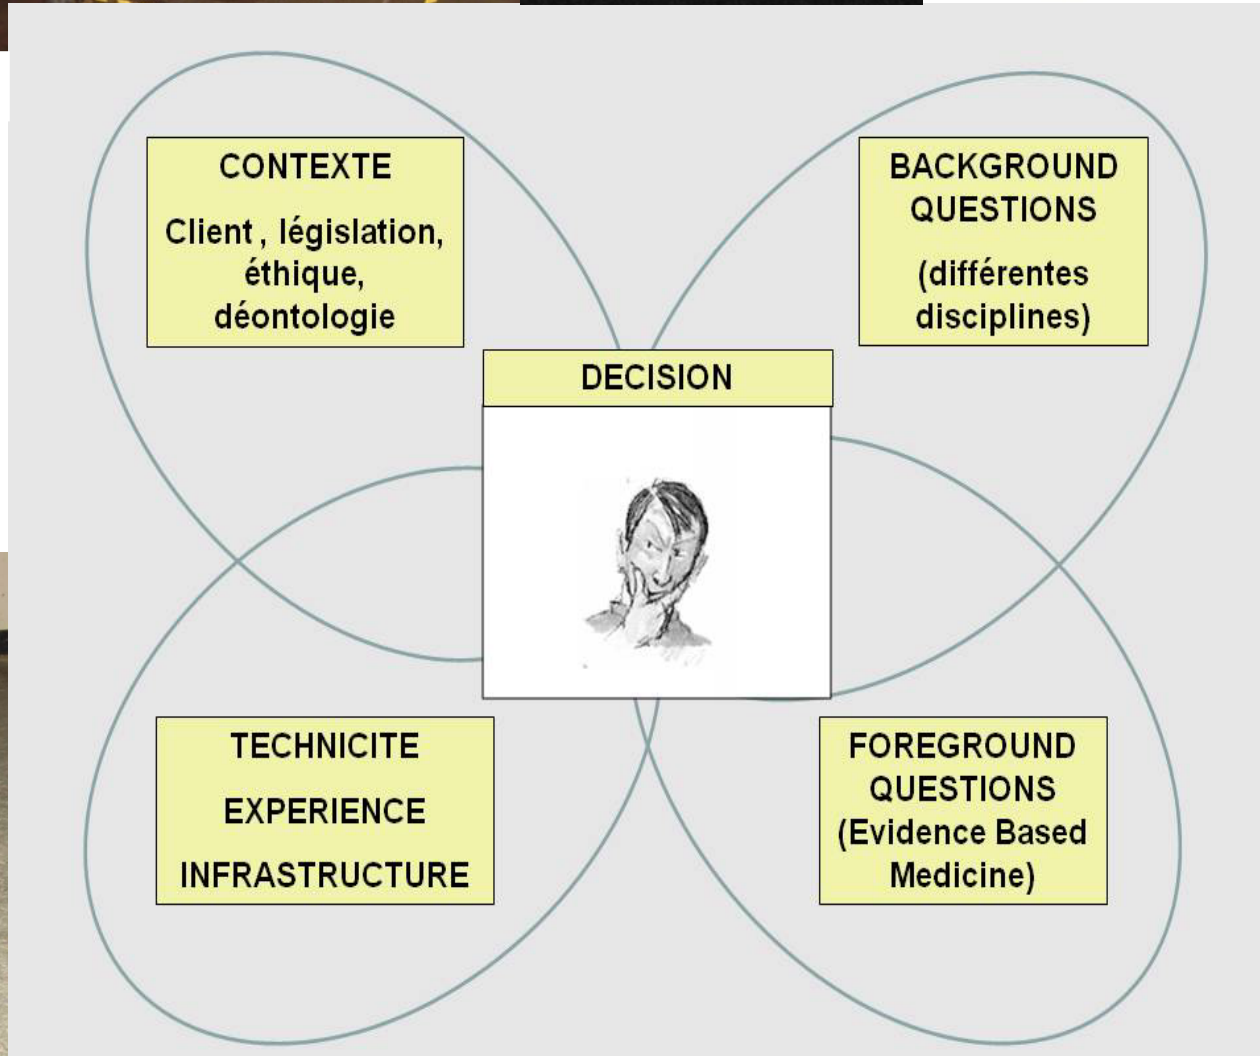 CONTEXTE
Client , législation,
éthique,
déontologie
BACKGROUND
QUESTIONS
(différentes
disciplines)
DECISION
TECHNICITE
EXPERIENCE
INFRASTRUCTURE
FOREGROUND
QUESTIONS
(Evidence Based
Medicine)